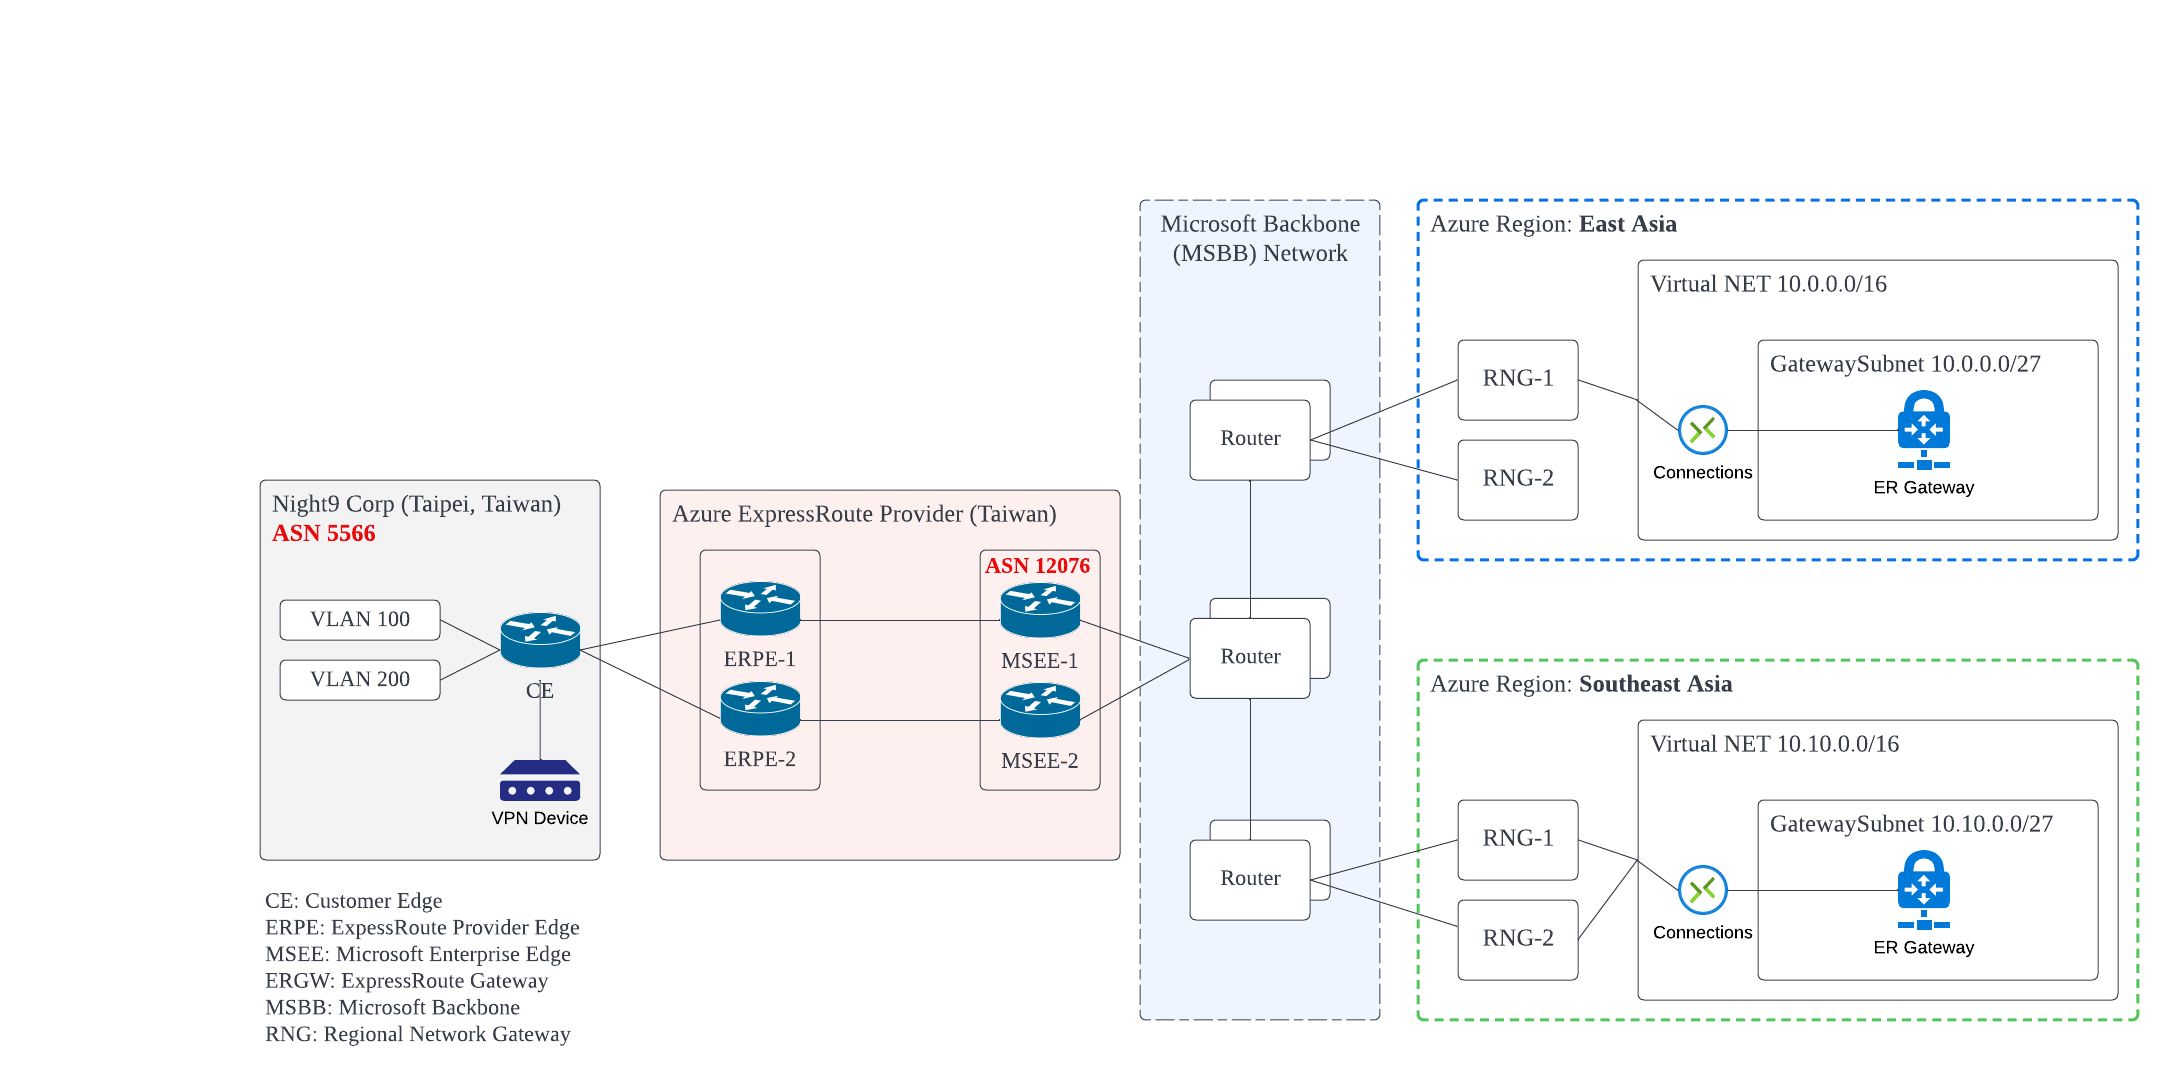 Night9 Corp (Taipei, Taiwan)
ASN 5566
VLAN 100
VLAN 200
CE
VPN Device
CE: Customer Edge
ERPE: ExpessRoute Provider Edge
MSEE: Microsoft Enterprise Edge
ERGW: ExpressRoute Gateway
MSBB: Microsoft Backbone
RNG: Regional Network Gateway
Azure ExpressRoute Provider (Taiwan)
ERPE-1
ERPE-2
ASN 12076
MSEE-1
MSEE-2
Microsoft Backbone
(MSBB) Network
Router
Router
Router
Azure Region: East Asia
Virtual NET 10.0.0.0/16
RNG-1
RNG-2
GatewaySubnet 10.0.0.0/27
Connections
ER Gateway
Azure Region: Southeast Asia
Virtual NET 10.10.0.0/16
RNG-1
RNG-2
GatewaySubnet 10.10.0.0/27
Connections
ER Gateway